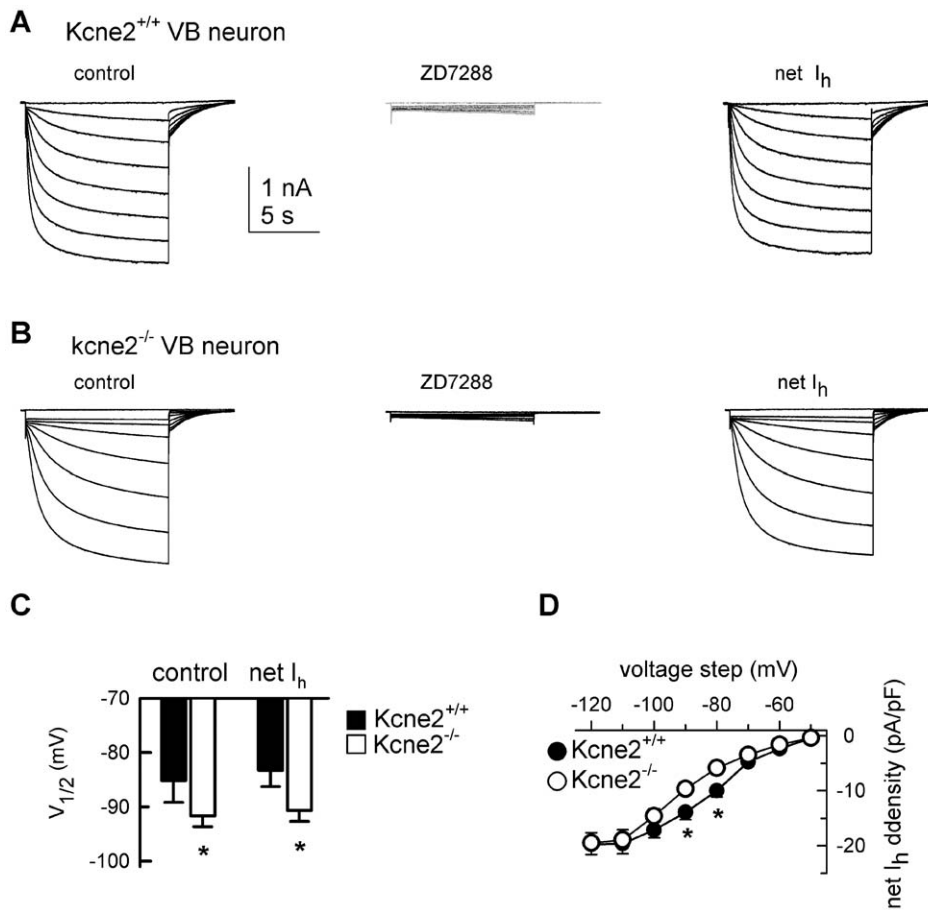 A
Kcne2+/+ VB neuron
control
ZD7288
net Ih
1 nA
5 s
B
kcne2-/- VB neuron
control
ZD7288
net Ih
C
D
control
net Ih
-70
-80
-90
-100
V1/2 (mV)
Kcne2+/+
Kcne2-/-
*
*
voltage step (mV)
-120
-100
-80
-60
Kcne2+/+
Kcne2-/-
*
*
0
-10
-20
net Ih ddensity (pA/pF)